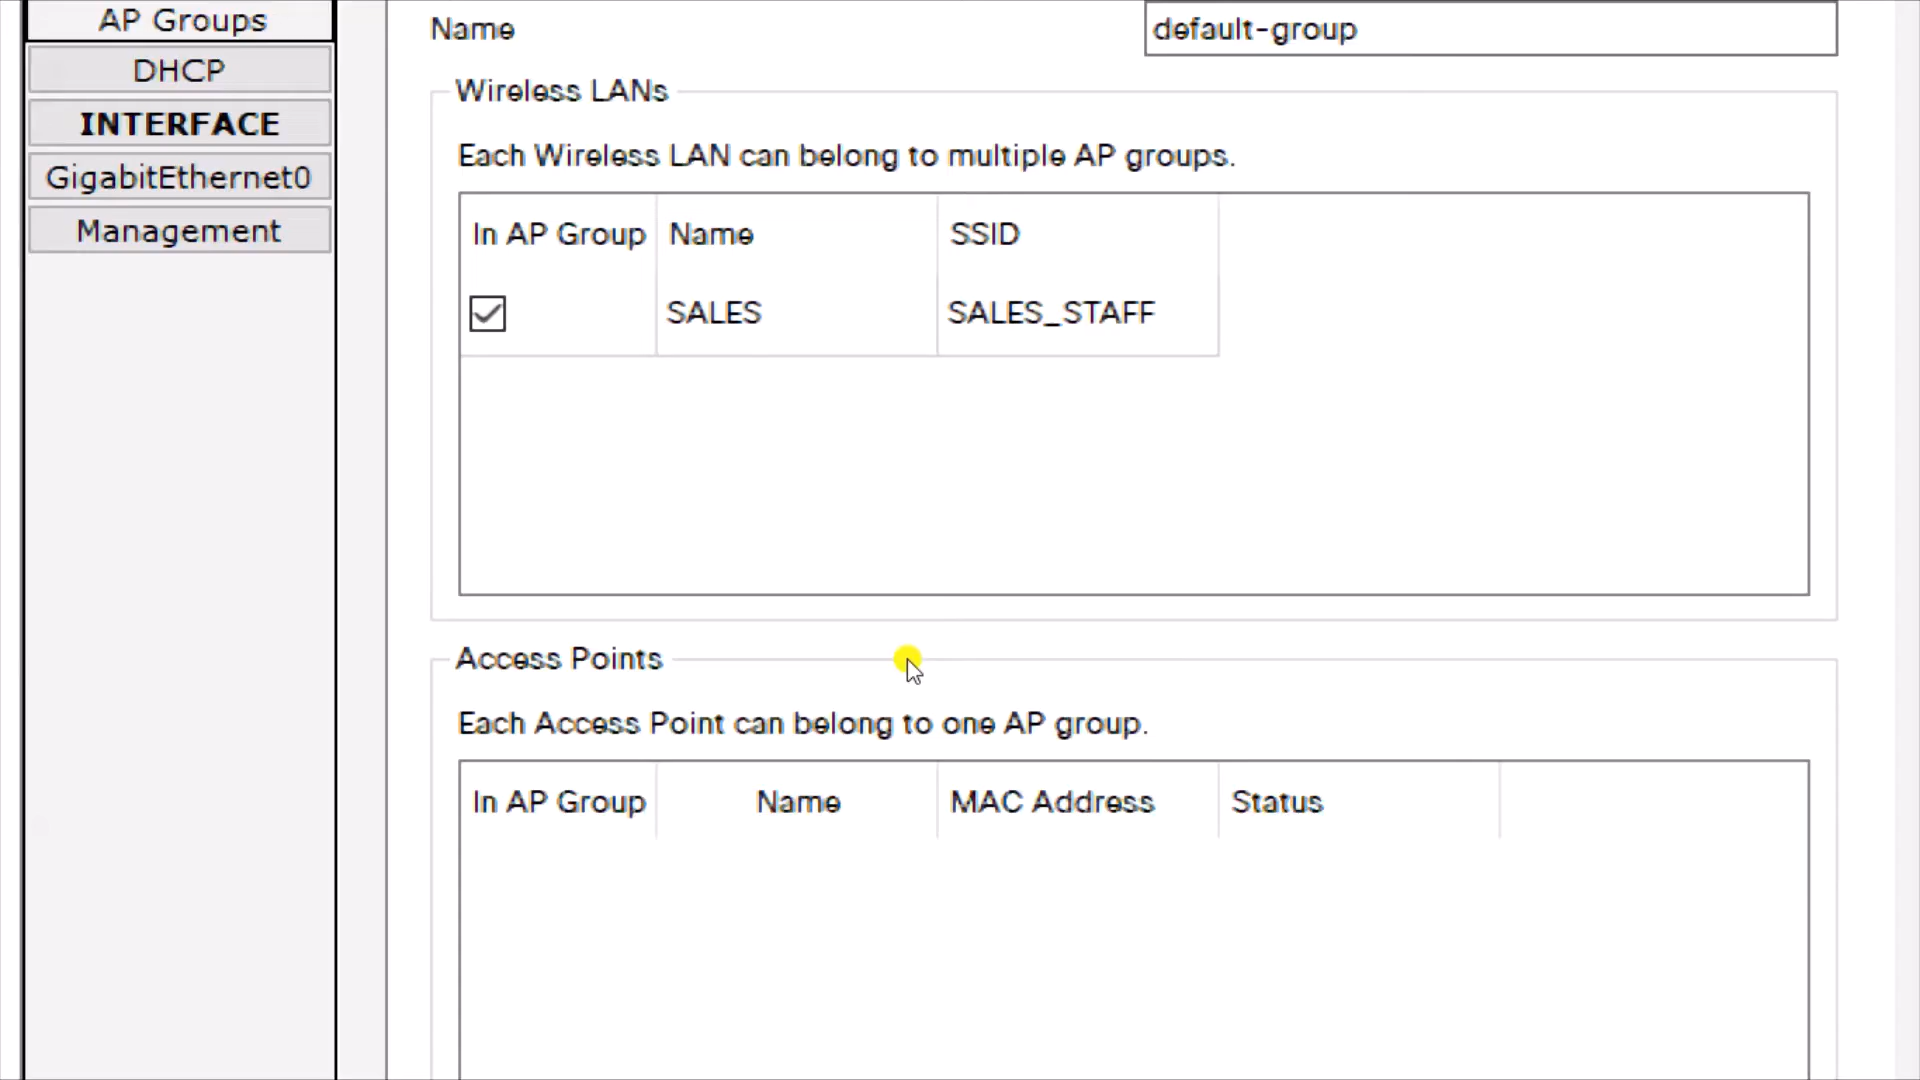 AP Groups
DHCP
INTERFACE
GigabitEthernet0
Management
Name
default-group
Wireless LANs
Each Wireless LAN can belong to multiple AP groups.
In AP Group Name SSID
SALES SALES_STAFF
Access Points
Each Access Point can belong to one AP group.
In AP Group Name MAC Address Status